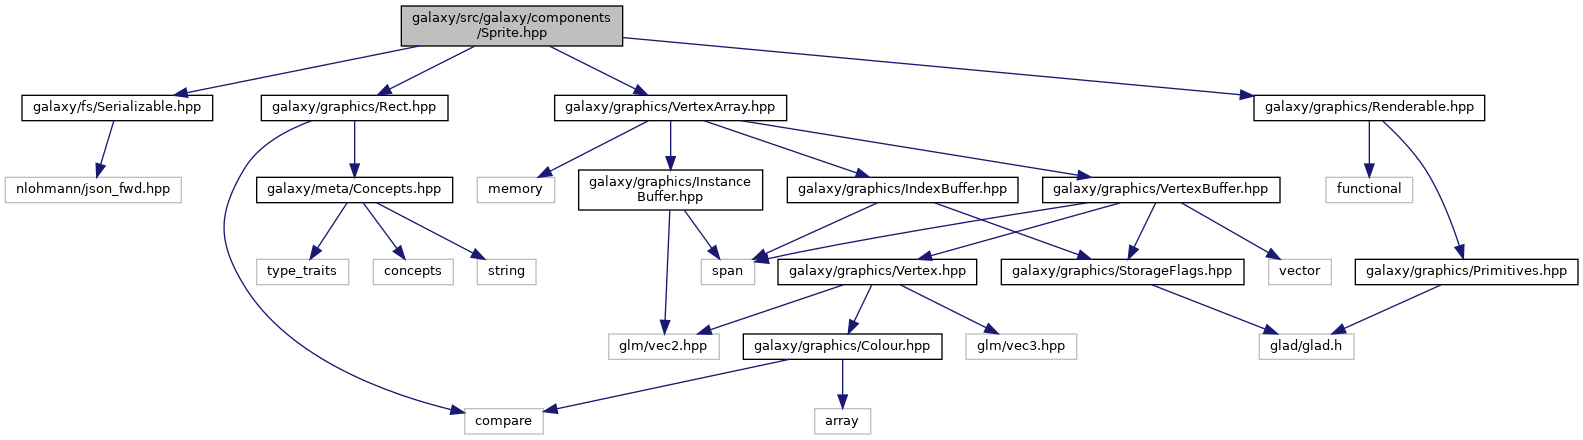 galaxy/src/galaxy/components
/Sprite.hpp
galaxy/fs/Serializable.hpp
galaxy/graphics/Rect.hpp
galaxy/graphics/VertexArray.hpp
galaxy/graphics/Renderable.hpp
nlohmann/json_fwd.hpp
galaxy/meta/Concepts.hpp
memory
galaxy/graphics/Instance
Buffer.hpp
galaxy/graphics/IndexBuffer.hpp
galaxy/graphics/VertexBuffer.hpp
functional
type_traits
concepts
string
span
galaxy/graphics/Vertex.hpp
galaxy/graphics/StorageFlags.hpp
vector
galaxy/graphics/Primitives.hpp
glm/vec2.hpp
galaxy/graphics/Colour.hpp
glm/vec3.hpp
glad/glad.h
compare
array